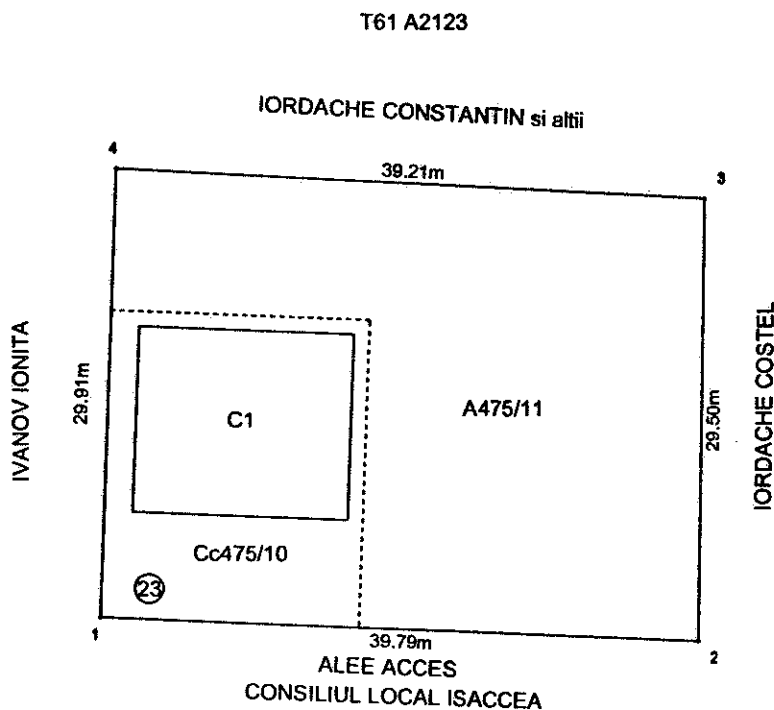 T61 A2123
IORDACHE CONSTANTIN si altii
4
39.21m
3
IVANOV IONITA
29.91m
C1
A475/11
29.50m
IORDACHE COSTEL
Cc475/10
23
1
39.79m
2
ALEE ACCES
CONSILIUL LOCAL ISACCEA